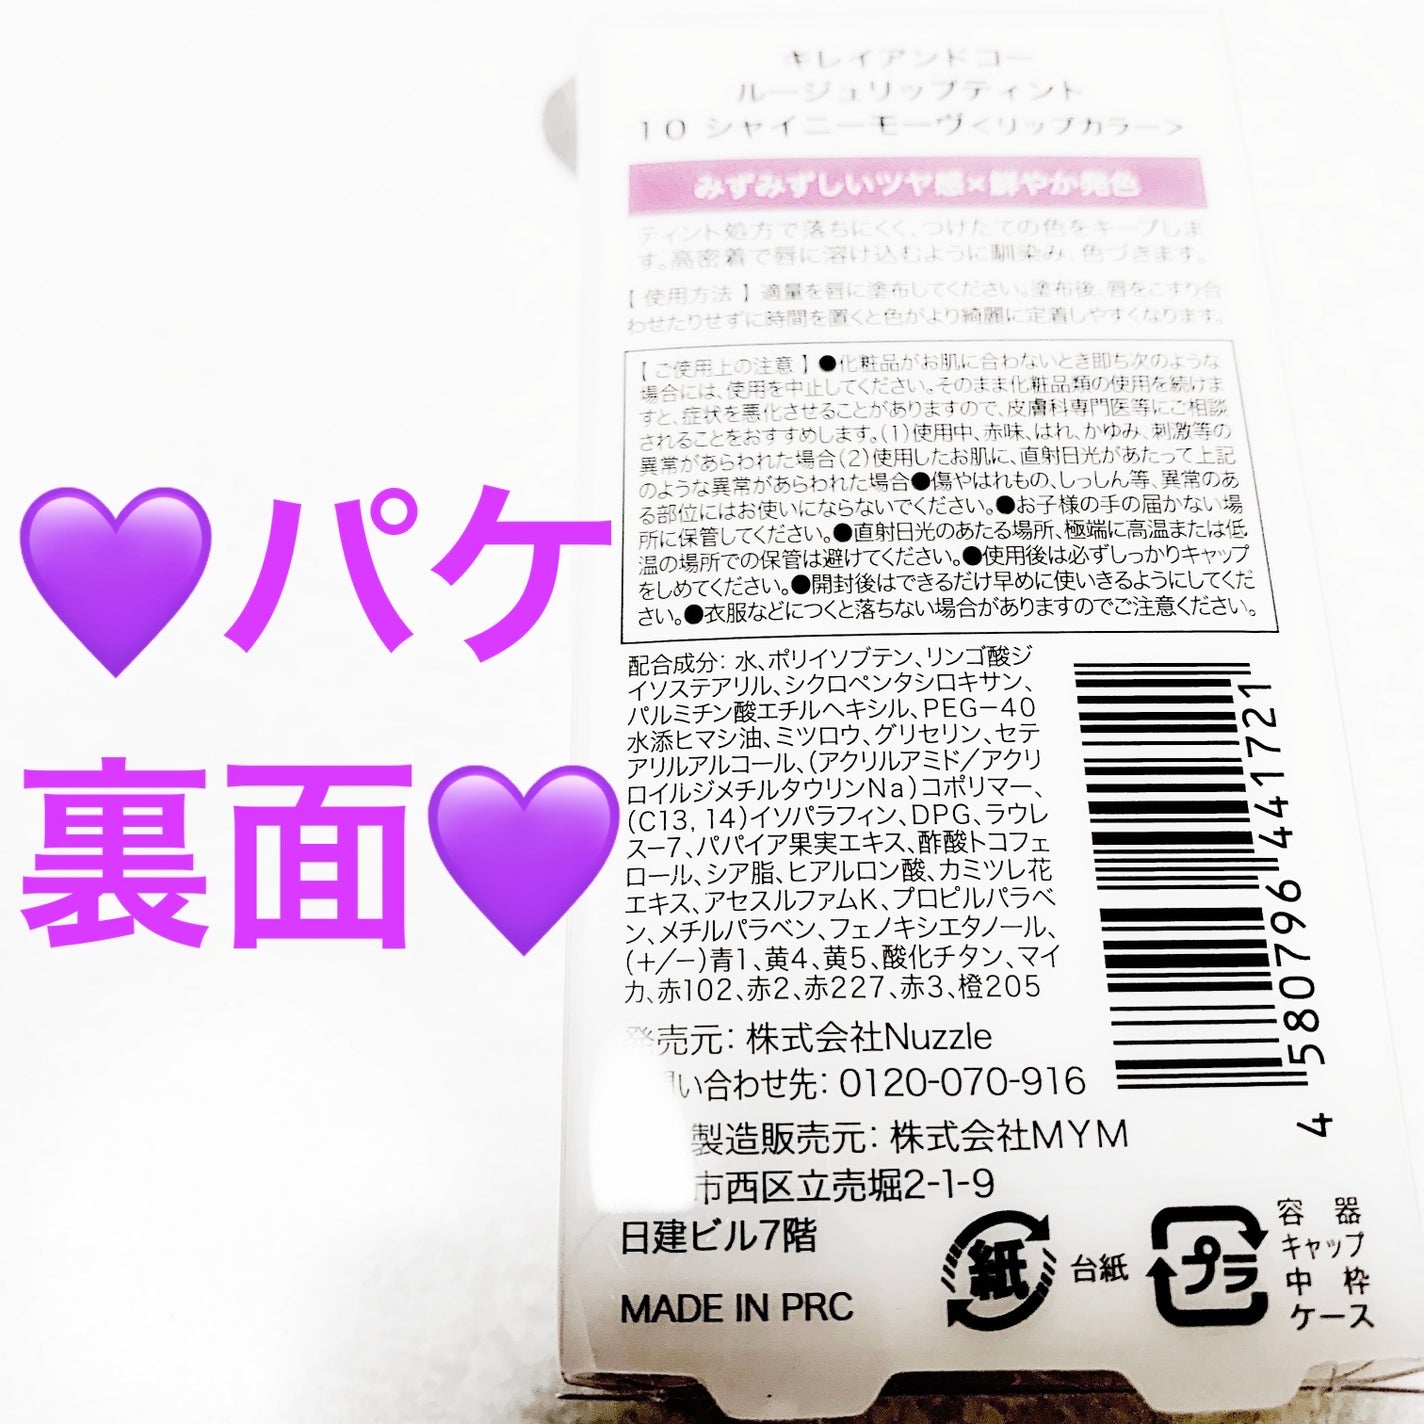 キレイアンドコー
ルージュリップティント
10 シャイニーモーヴ<リップカラー>
みずみずしいツヤ感×鮮やか発色
ティント処方で落ちにくく、つけたての色をキープしま
す。高密着で唇に溶け込むように馴染み、色づきます。
【 使用方法 】適量を唇に塗布してください。塗布後、唇をこすり合
わせたりせずに時間を置くと色がより綺麗に定着しやすくなります。
【 ご使用上の注意 】●化粧品がお肌に合わないとき即ち次のような
場合には、使用を中止してください。そのまま化粧品類の使用を続けま
すと、症状を悪化させることがありますので、皮膚科専門医等にご相談
されることをおすすめします。(1)使用中、赤味、はれ、かゆみ、刺激等の
異常があらわれた場合(2)使用したお肌に、直射日光があたって上記
のような異常があらわれた場合●傷やはれもの、しっしん等、異常のあ
る部位にはお使いにならないでください。●お子様の手の届かない場
所に保管してください。●直射日光のあたる場所、極端に高温または低
温の場所での保管は避けてください。●使用後は必ずしっかりキャップ
をしめてください。●開封後はできるだけ早めに使いきるようにしてくだ
さい。●衣服などにつくと落ちない場合がありますのでご注意ください。
💜パケ
裏面💜
配合成分: 水、ポリイソブテン、リンゴ酸ジ
イソステアリル、シクロペンタシロキサン、
パルミチン酸エチルヘキシル、PEG-40
水添ヒマシ油、ミツロウ、グリセリン、セテ
アリルアルコール、(アクリルアミド/アクリ
ロイルジメチルタウリンNa)コポリマー、
(C13, 14)イソパラフィン、DPG、ラウレ
ス-7、パパイア果実エキス、酢酸トコフェ
ロール、シア脂、ヒアルロン酸、カミツレ花
エキス、アセスルファムK、プロピルパラベ
ン、メチルパラベン、フェノキシエタノール、
(+/-)青1、黄4、黄5、酸化チタン、マイ
カ、赤102、赤2、赤227、赤3、橙205
4 580796 441721
発売元: 株式会社Nuzzle
問い合わせ先: 0120-070-916
製造販売元: 株式会社MYM
市西区立売堀2-1-9
日建ビル7階
MADE IN PRC
紙
台紙
プラ
容 器
キャップ
中 枠
ケース